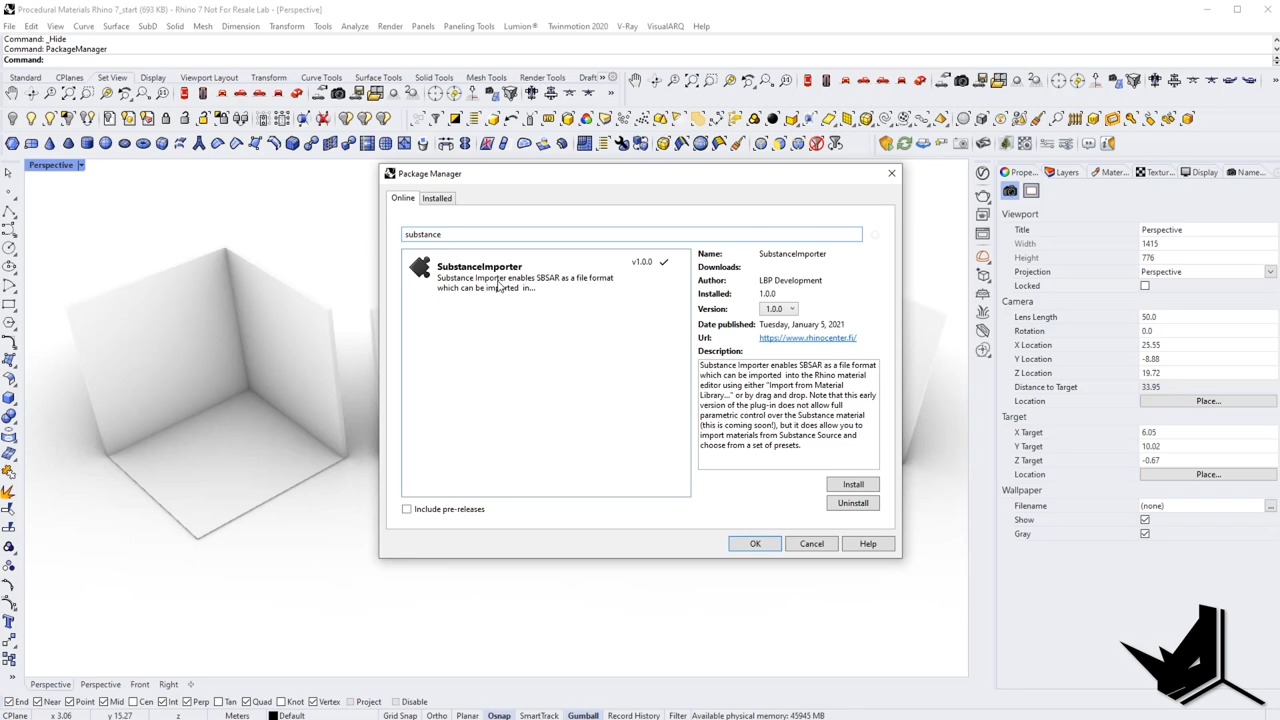 Procedural Materials Rhino 7_start (693 KB) - Rhino 7 Not For Resale Lab - [Perspective]
File Edit View Curve Surface SubD Solid Mesh Dimension Transform Tools Analyze Render Panels Paneling Tools Lumion® Twinmotion 2020 V-Ray VisualARQ Help
Command: _Hide
Command: PackageManager
Command:
Standard CPlanes Set View Display Viewport Layout Transform Curve Tools Surface Tools Solid Tools Mesh Tools Render Tools Draft
Perspective
Package Manager
Online Installed
substance
SubstanceImporter v1.0.0
Substance Importer enables SBSAR as a file format
which can be imported in...
Include pre-releases
Name: SubstanceImporter
Downloads:
Author: LBP Development
Installed: 1.0.0
Version: 1.0.0
Date published: Tuesday, January 5, 2021
Url: https://www.rhinocenter.fi/
Description:
Substance Importer enables SBSAR as a file format
which can be imported into the Rhino material
editor using either "Import from Material
Library..." or by drag and drop. Note that this early
version of the plug-in does not allow full
parametric control over the Substance material
(this is coming soon!), but it does allow you to
import materials from Substance Source and
choose from a set of presets.
Install
Uninstall
OK Cancel Help
Prope... Layers Mater... Textur... Display Name...
Viewport
Title Perspective
Width 1415
Height 776
Projection Perspective
Locked
Camera
Lens Length 50.0
Rotation 0.0
X Location 25.55
Y Location -8.88
Z Location 19.72
Distance to Target 33.95
Location Place...
Target
X Target 6.05
Y Target 10.02
Z Target -0.67
Location Place...
Wallpaper
Filename (none) ...
Show
Gray
Perspective Perspective Front Right
End Near Point Mid Cen Int Perp Tan Quad Knot Vertex Project Disable
CPlane x 3.06 y 15.27 z Meters Default Grid Snap Ortho Planar Osnap SmartTrack Gumball Record History Filter Available physical memory: 45945 MB